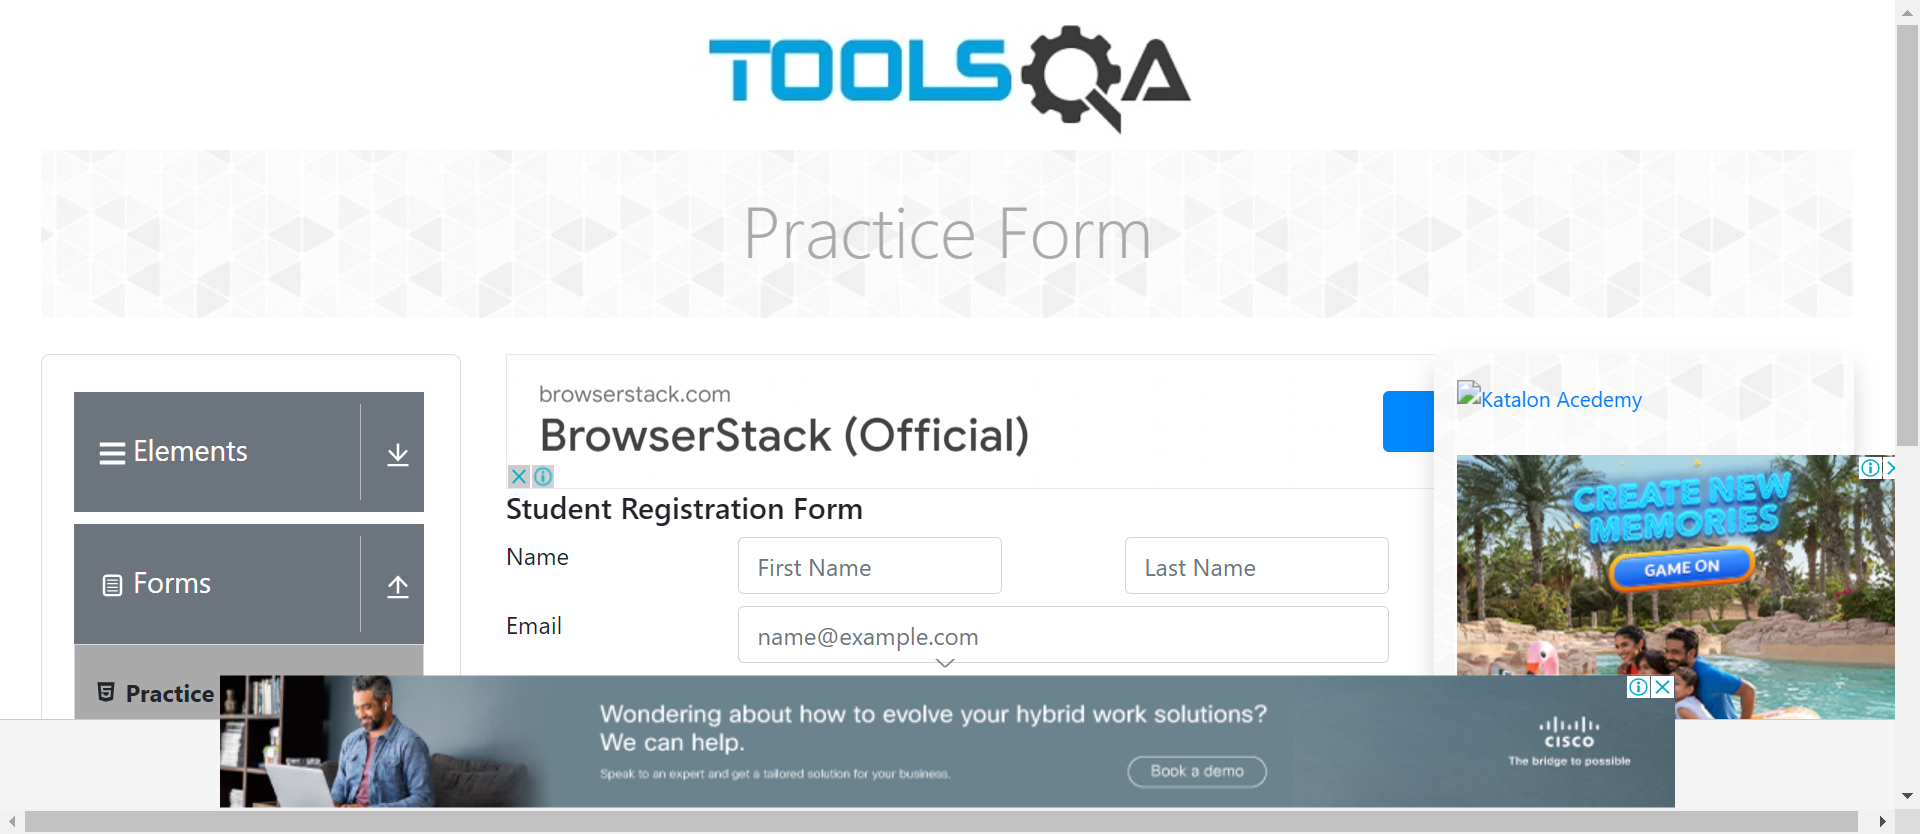 TOOLSQA
Practice Form
Elements
Forms
Practice
browserstack.com
BrowserStack (Official)
Student Registration Form
Name
First Name
Last Name
Email
name@example.com
Katalon Acedemy
CREATE NEW
MEMORIES
GAME ON
Wondering about how to evolve your hybrid work solutions?
We can help.
Speak to an expert and get a tailored solution for your business.
Book a demo
CISCO
The bridge to possible